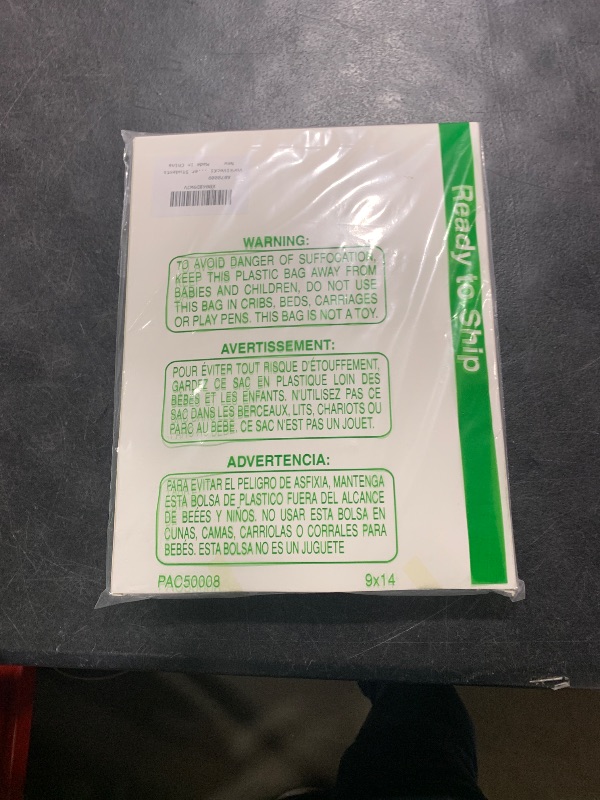 Made in China
New
WARNING:
TO AVOID DANGER OF SUFFOCATION,
KEEP THIS PLASTIC BAG AWAY FROM
BABIES AND CHILDREN, DO NOT USE
THIS BAG IN CRIBS, BEDS, CARRIAGES
OR PLAY PENS. THIS BAG IS NOT A TOY.
AVERTISSEMENT:
POUR ÉVITER TOUT RISQUE D'ÉTOUFFEMENT,
GARDEZ CE SAC EN PLASTIQUE LOIN DES
BÉBÉS ET LES ENFANTS. N'UTILISEZ PAS CE
SAC DANS LES BERCEAUX, LITS, CHARIOTS OU
PARC AU BÉBÉ. CE SAC N'EST PAS UN JOUET.
ADVERTENCIA:
PARA EVITAR EL PELIGRO DE ASFIXIA, MANTENGA
ESTA BOLSA DE PLASTICO FUERA DEL ALCANCE
DE BEBES Y NIÑOS. NO USAR ESTA BOLSA EN
CUNAS, CAMAS, CARRIOLAS O CORRALES PARA
BEBES. ESTA BOLSA NO ES UN JUGUETE
PAC50008
9x14
Ready to Ship